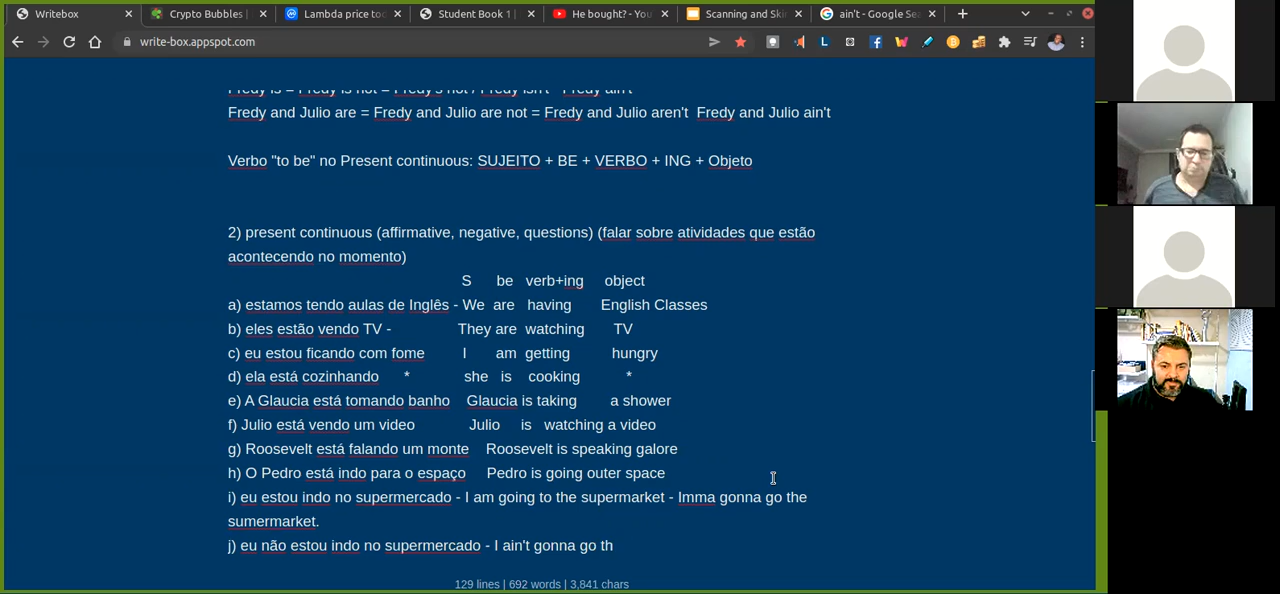 Writebox
Crypto Bubbles |
Lambda price to
Student Book 1 |
He bought? - You
Scanning and Ski
ain't - Google Sea
write-box.appspot.com
Fredy is = Fredy is not = Fredy's not / Fredy isn't Fredy ain't
Fredy and Julio are = Fredy and Julio are not = Fredy and Julio aren't Fredy and Julio ain't
Verbo "to be" no Present continuous: SUJEITO + BE + VERBO + ING + Objeto
2) present continuous (affirmative, negative, questions) (falar sobre atividades que estão
acontecendo no momento)
S be verb+ing object
a) estamos tendo aulas de Inglês - We are having English Classes
b) eles estão vendo TV - They are watching TV
c) eu estou ficando com fome I am getting hungry
d) ela está cozinhando * she is cooking *
e) A Glaucia está tomando banho Glaucia is taking a shower
f) Julio está vendo um video Julio is watching a video
g) Roosevelt está falando um monte Roosevelt is speaking galore
h) O Pedro está indo para o espaço Pedro is going outer space
i) eu estou indo no supermercado - I am going to the supermarket - Imma gonna go the
sumermarket.
j) eu não estou indo no supermercado - I ain't gonna go th
129 lines | 692 words | 3,841 chars